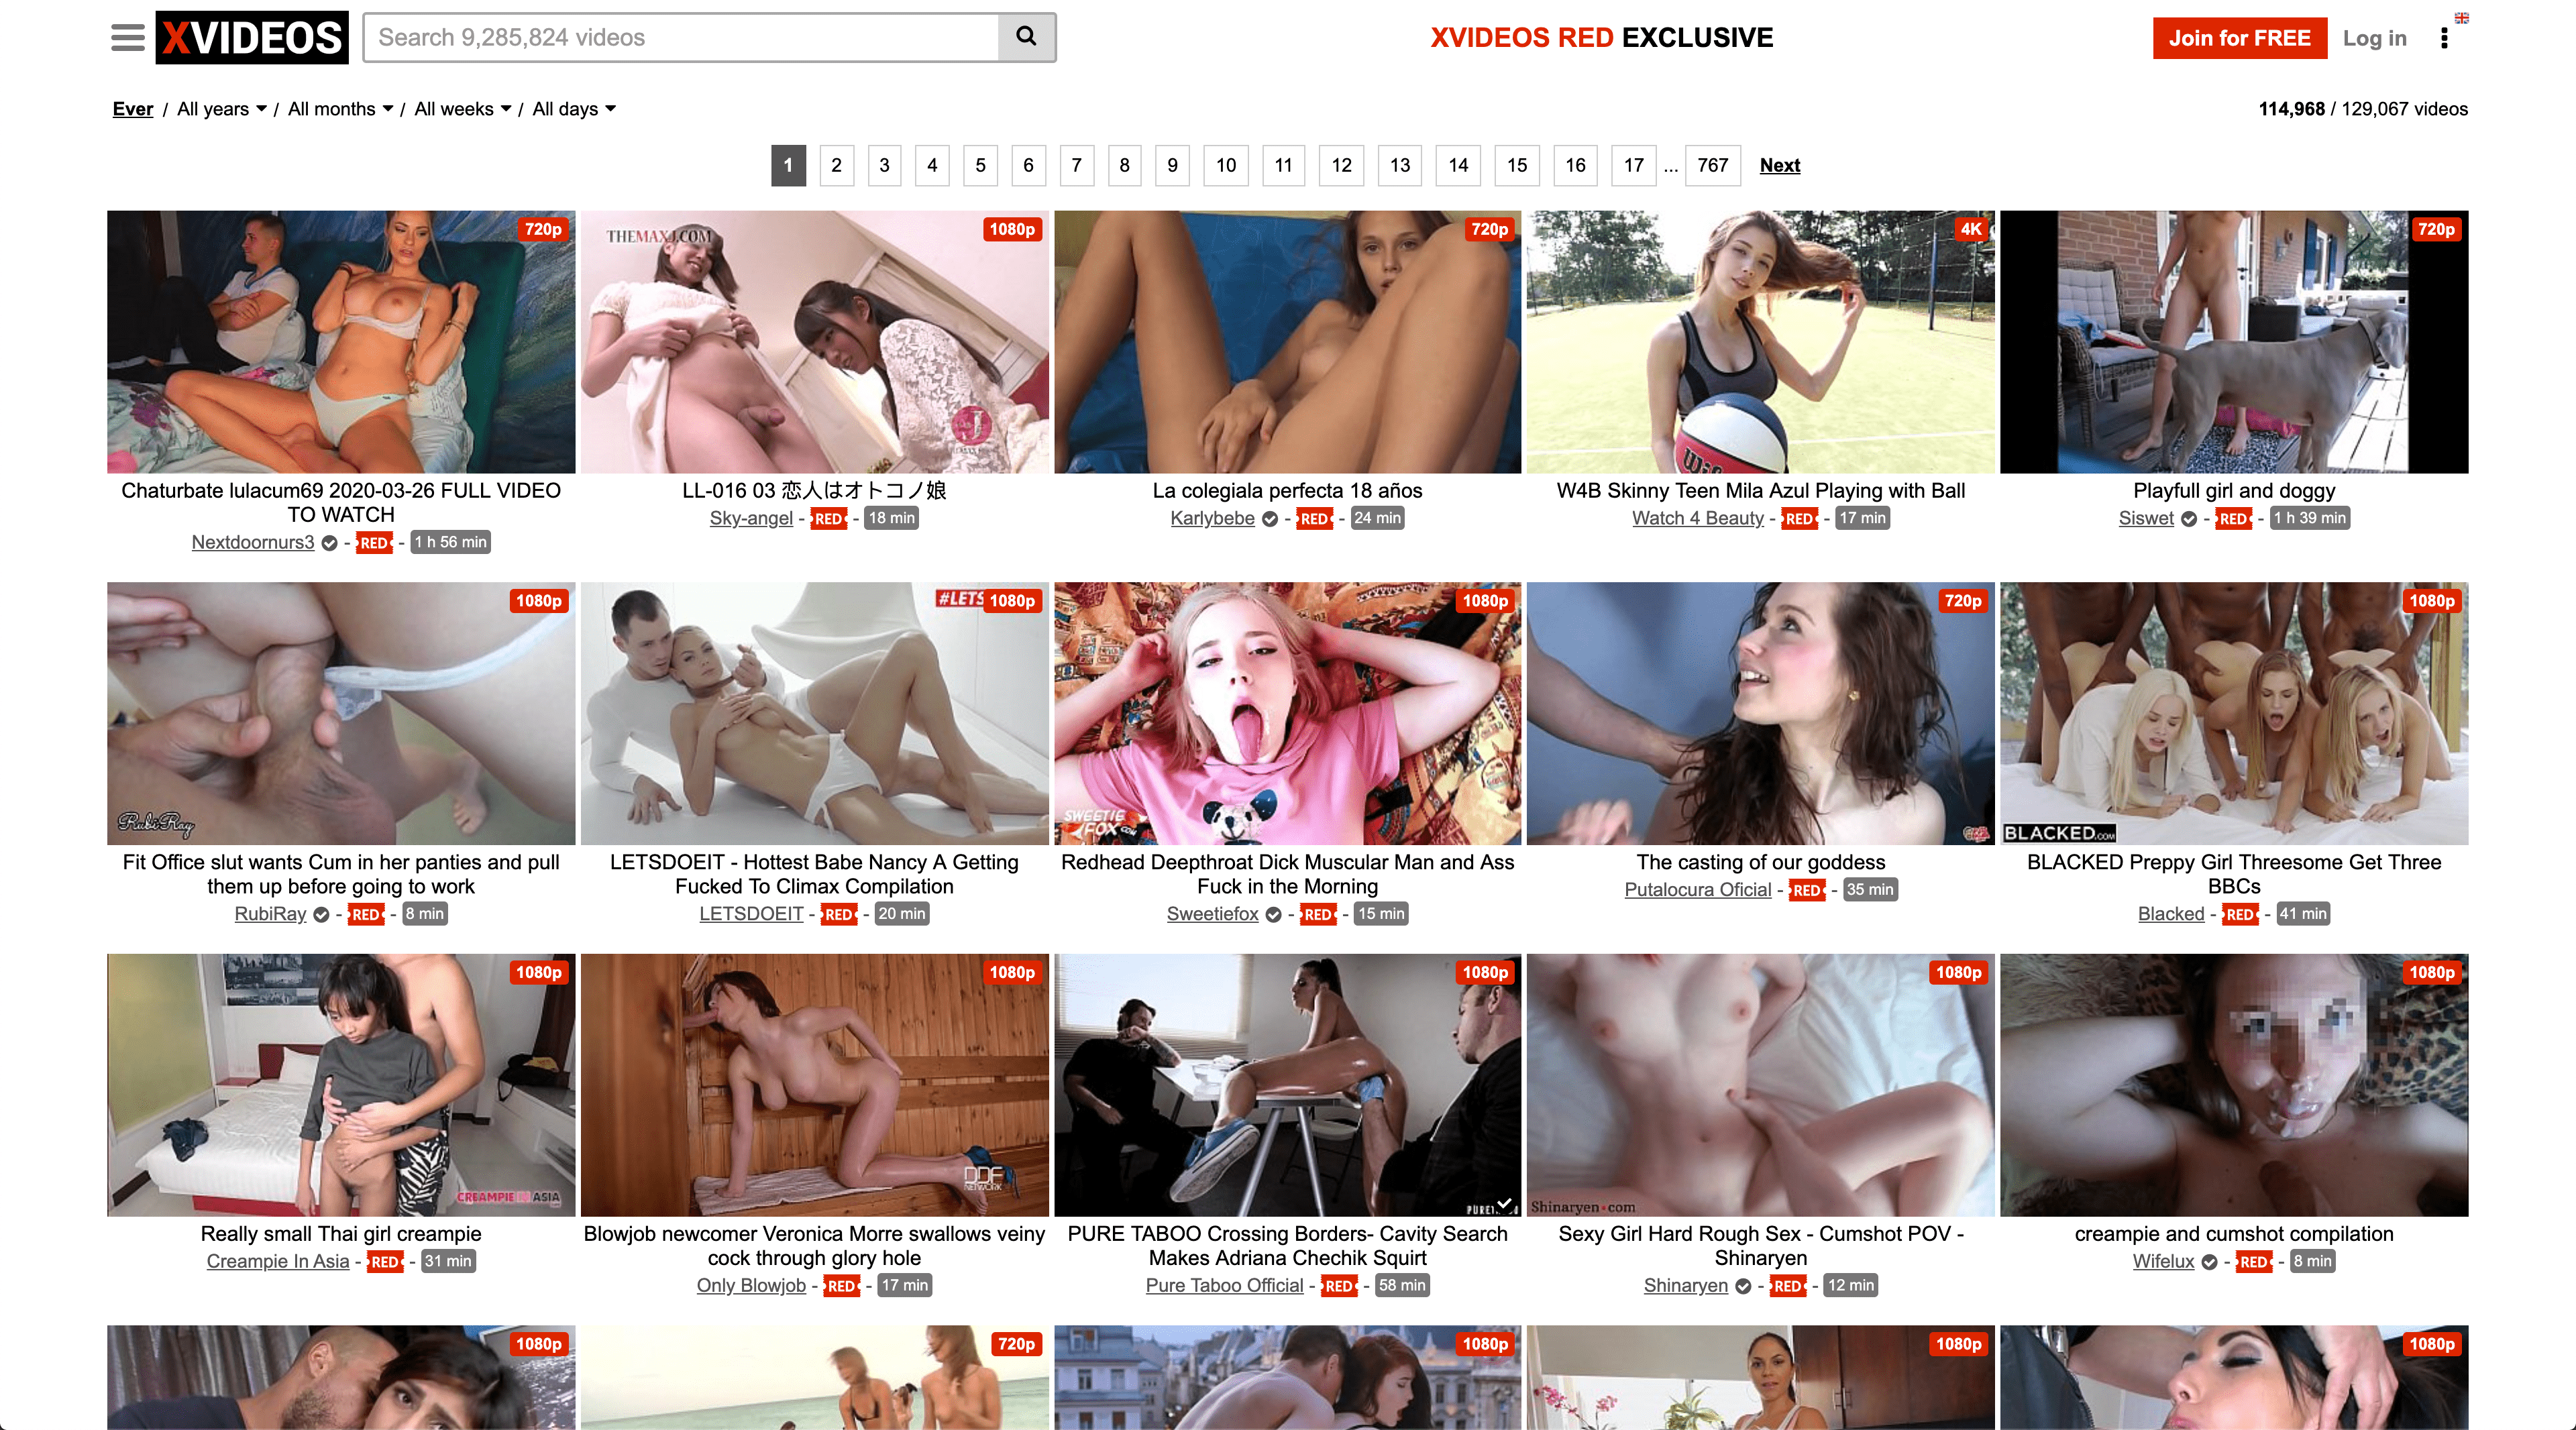 XVIDEOS
Search 9,285,824 videos
XVIDEOS RED EXCLUSIVE
Join for FREE
Log in
Ever / All years / All months / All weeks / All days
114,968 / 129,067 videos
1 2 3 4 5 6 7 8 9 10 11 12 13 14 15 16 17 ... 767 Next
720p
THEMAXJ.COM
1080p
720p
4K
720p
J
Chaturbate lulacum69 2020-03-26 FULL VIDEO
TO WATCH
Nextdoornurs3 - RED - 1 h 56 min
LL-016 03 恋人はオトコノ娘
Sky-angel - RED - 18 min
La colegiala perfecta 18 años
Karlybebe - RED - 24 min
W4B Skinny Teen Mila Azul Playing with Ball
Watch 4 Beauty - RED - 17 min
Playfull girl and doggy
Siswet - RED - 1 h 39 min
1080p
#LETS 1080p
1080p
720p
1080p
RubiRay
SWEETIE
FOX.COM
BLACKED.COM
Fit Office slut wants Cum in her panties and pull
them up before going to work
RubiRay - RED - 8 min
LETSDOEIT - Hottest Babe Nancy A Getting
Fucked To Climax Compilation
LETSDOEIT - RED - 20 min
Redhead Deepthroat Dick Muscular Man and Ass
Fuck in the Morning
Sweetiefox - RED - 15 min
The casting of our goddess
Putalocura Oficial - RED - 35 min
BLACKED Preppy Girl Threesome Get Three
BBCs
Blacked - RED - 41 min
1080p
1080p
1080p
1080p
1080p
CREAMPIE IN ASIA
DDF
NETWORK
Shinaryen.com
Really small Thai girl creampie
Creampie In Asia - RED - 31 min
Blowjob newcomer Veronica Morre swallows veiny
cock through glory hole
Only Blowjob - RED - 17 min
PURE TABOO Crossing Borders- Cavity Search
Makes Adriana Chechik Squirt
Pure Taboo Official - RED - 58 min
Sexy Girl Hard Rough Sex - Cumshot POV -
Shinaryen
Shinaryen - RED - 12 min
creampie and cumshot compilation
Wifelux - RED - 8 min
1080p
720p
1080p
1080p
1080p